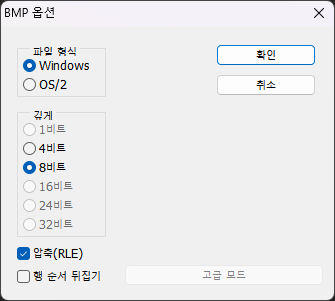 BMP 옵션
파일 형식
Windows
OS/2
확인
취소
깊게
1비트
4비트
8비트
16비트
24비트
32비트
압축(RLE)
행 순서 뒤집기
고급 모드